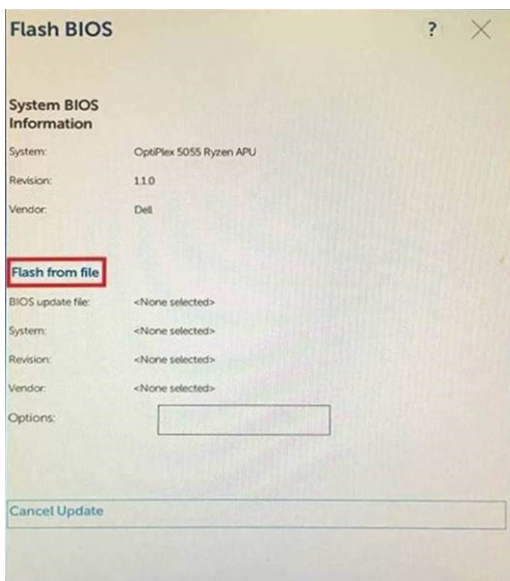 Flash BIOS ?
System BIOS
Information
System: OptiPlex 5055 Ryzen APU
Revision: 1.1.0
Vendor: Dell
Flash from file
BIOS update file: <None selected>
System: <None selected>
Revision: <None selected>
Vendor: <None selected>
Options:
Cancel Update